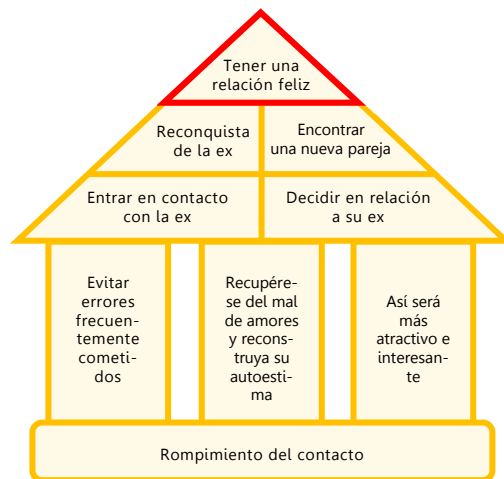 Tener una
relación feliz
Reconquista
de la ex
Encontrar
una nueva pareja
Entrar en contacto
con la ex
Decidir en relación
a su ex
Evitar
errores
frecuen-
temente
cometi-
dos
Recupére-
se del mal
de amores
y recons-
truya su
autoesti-
ma
Así será
más
atractivo e
interesan-
te
Rompimiento del contacto